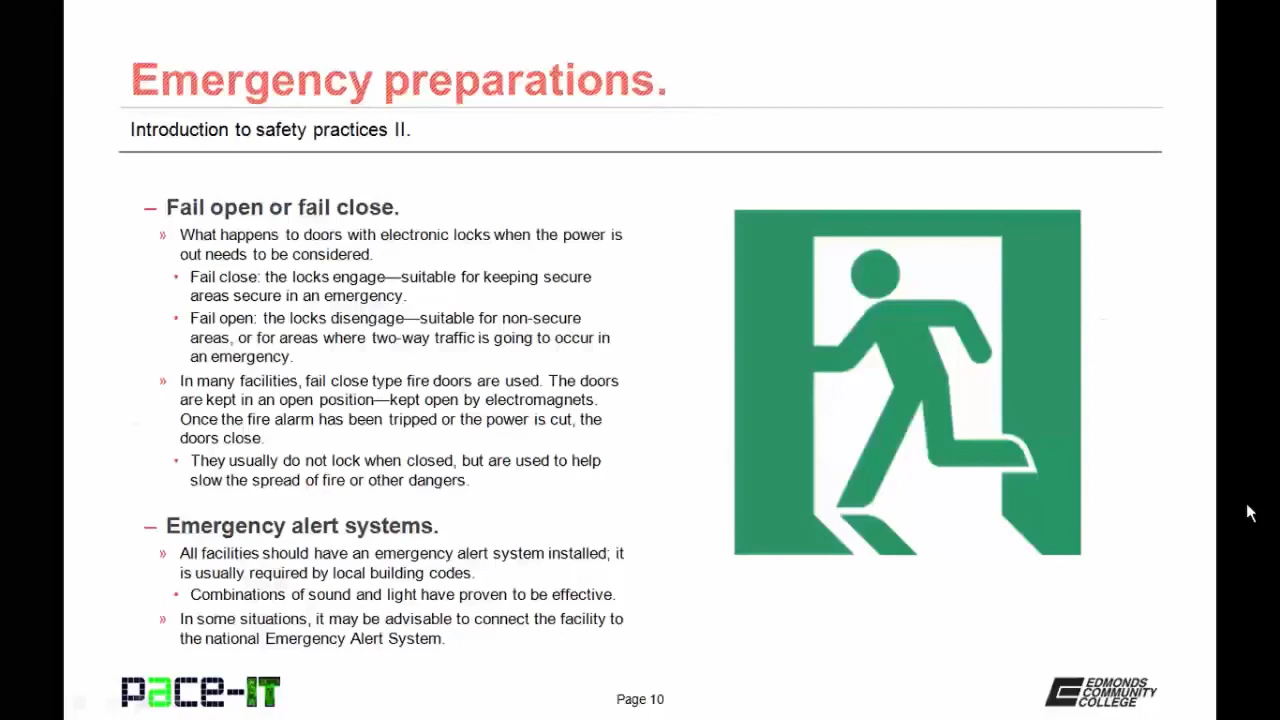 Emergency preparations.
Introduction to safety practices II.
– Fail open or fail close.
» What happens to doors with electronic locks when the power is
out needs to be considered.
• Fail close: the locks engage—suitable for keeping secure
areas secure in an emergency.
• Fail open: the locks disengage—suitable for non-secure
areas, or for areas where two-way traffic is going to occur in
an emergency.
» In many facilities, fail close type fire doors are used. The doors
are kept in an open position—kept open by electromagnets.
Once the fire alarm has been tripped or the power is cut, the
doors close.
• They usually do not lock when closed, but are used to help
slow the spread of fire or other dangers.
– Emergency alert systems.
» All facilities should have an emergency alert system installed; it
is usually required by local building codes.
• Combinations of sound and light have proven to be effective.
» In some situations, it may be advisable to connect the facility to
the national Emergency Alert System.
pace-IT
Page 10
EDMONDS
COMMUNITY
COLLEGE